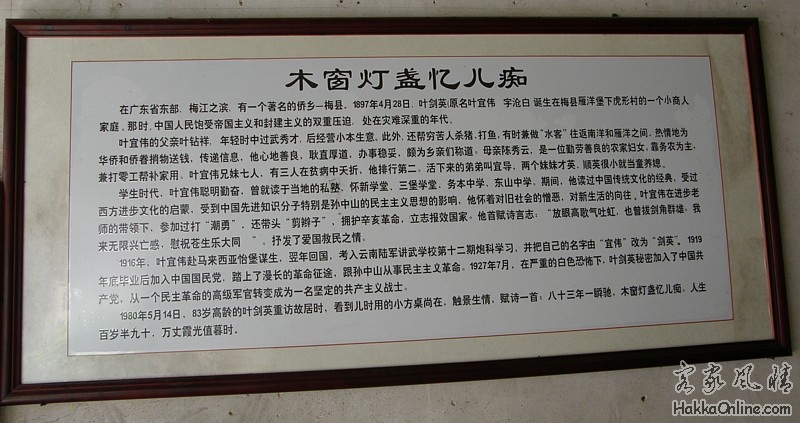 木窗灯盏忆儿痴
在广东省东部，梅江之滨，有一个著名的侨乡—梅县。1897年4月28日，叶剑英(原名叶宜伟 字沧白 诞生在梅县雁洋堡下虎形村的一个小商人
家庭。那时，中国人民饱受帝国主义和封建主义的双重压迫，处在灾难深重的年代。
叶宜伟的父亲叶钻祥，年轻时中过武秀才，后经营小本生意。此外，还帮穷苦人杀猪、打鱼，有时兼做“水客”往返南洋和雁洋之间，热情地为
华侨和侨眷捎物送钱，传递信息，他心地善良，耿直厚道，办事稳妥，颇为乡亲们称道，母亲陈秀云，是一位勤劳善良的农家妇女，靠务农为主，
兼打零工帮补家用。叶宜伟兄妹七人，有三人在贫病中夭折，他排行第二。活下来的弟弟叫宜导，两个妹妹才英、顺英很小就当童养媳。
学生时代，叶宜伟聪明勤奋，曾就读于当地的私塾、怀新学堂、三堡学堂、务本中学、东山中学，期间，他读过中国传统文化的经典，受过
西方进步文化的启蒙，受到中国先进知识分子特别是孙中山的民主主义思想的影响，他怀着对旧社会的憎恶，对新生活的向往。叶宜伟在进步老
师的带领下，参加过打“潮勇”，还带头“剪辫子”，拥护辛亥革命，立志报效国家。他首赋诗言志：“放眼高歌气吐虹，也曾拔剑角群雄；我
来无限兴亡感，慰祝苍生乐大同　”。抒发了爱国救民之情。
1916年，叶宜伟赴马来西亚怡堡谋生，翌年回国，考入云南陆军讲武学校第十二期炮科学习，并把自己的名字由“宜伟”改为“剑英”。1919
年底毕业后加入中国国民党，踏上了漫长的革命征途，跟孙中山从事民主主义革命。1927年7月，在严重的白色恐怖下，叶剑英秘密加入了中国共
产党，从一个民主革命的高级军官转变成为一名坚定的共产主义战士。
1980年5月14日，83岁高龄的叶剑英重访故居时，看到儿时用的小方桌尚在，触景生情，赋诗一首：八十三年一瞬驰，木窗灯盏忆儿痴，人生
百岁半九十，万丈霞光值暮时。
客家风情
HakkaOnline.com